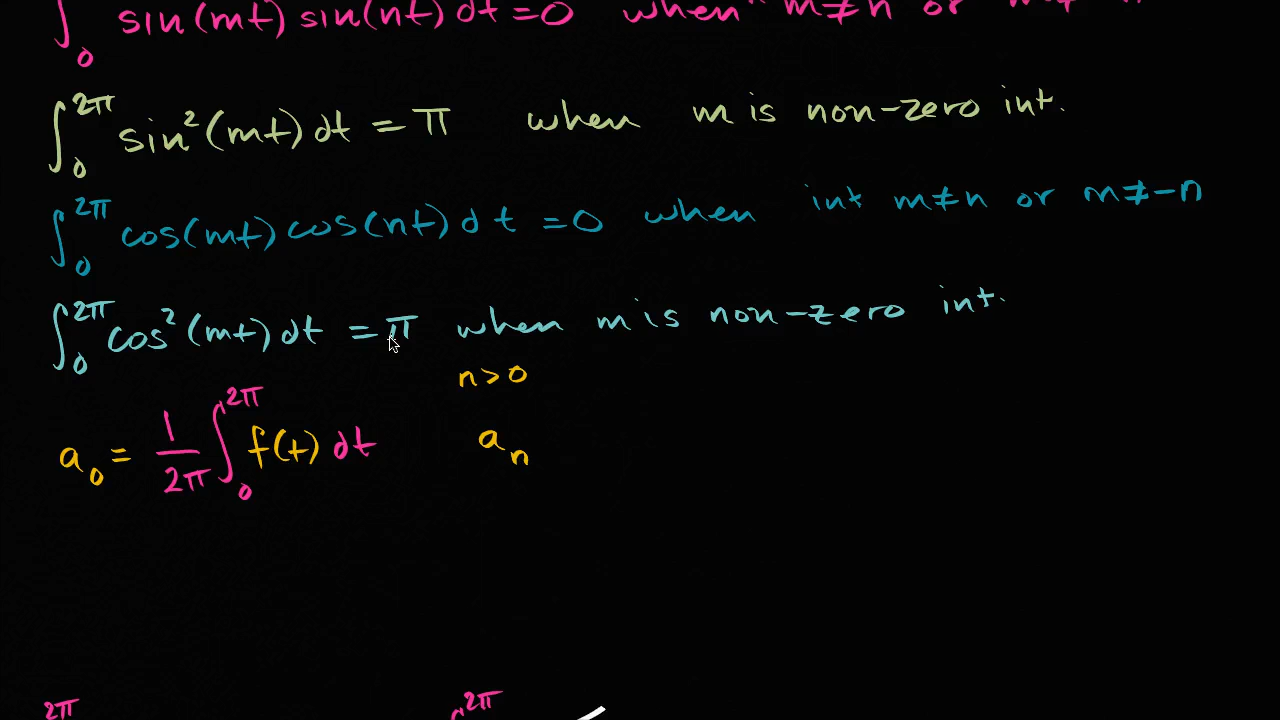 ∫₀ sin(mt) sin(nt) dt = 0 when m≠n or
∫₀^2π sin²(mt) dt = π when m is non-zero int.
∫₀^2π cos(mt) cos(nt) dt = 0 when int m≠n or m≠-n
∫₀^2π cos²(mt) dt = π when m is non-zero int.
n>0
a₀ = 1/2π ∫₀^2π f(t) dt aₙ
2π 2π